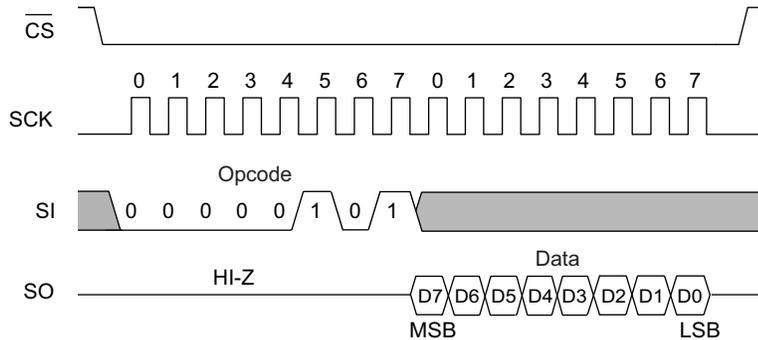 CS
0 1 2 3 4 5 6 7 0 1 2 3 4 5 6 7
SCK
Opcode
SI 0 0 0 0 0 1 0 1
HI-Z Data
SO D7 D6 D5 D4 D3 D2 D1 D0
MSB LSB